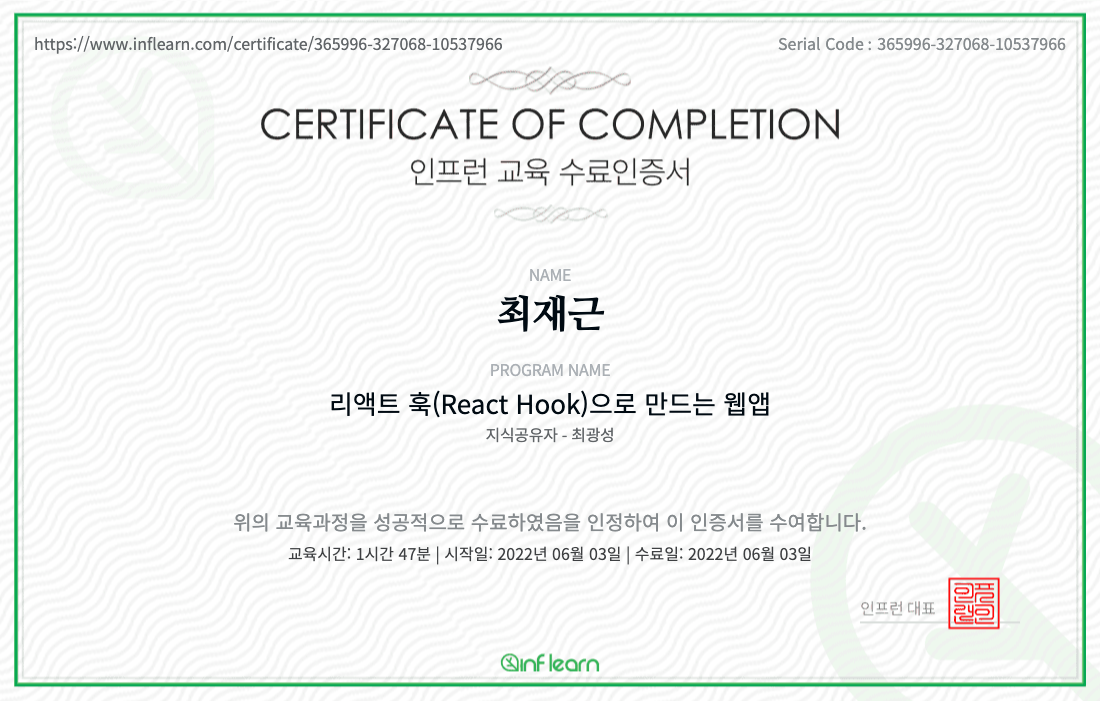 https://www.inflearn.com/certificate/365996-327068-10537966
Serial Code : 365996-327068-10537966
CERTIFICATE OF COMPLETION
인프런 교육 수료인증서
NAME
최재근
PROGRAM NAME
리액트 훅(React Hook)으로 만드는 웹앱
지식공유자 - 최광성
위의 교육과정을 성공적으로 수료하였음을 인정하여 이 인증서를 수여합니다.
교육시간: 1시간 47분 | 시작일: 2022년 06월 03일 | 수료일: 2022년 06월 03일
인프런 대표
inflearn